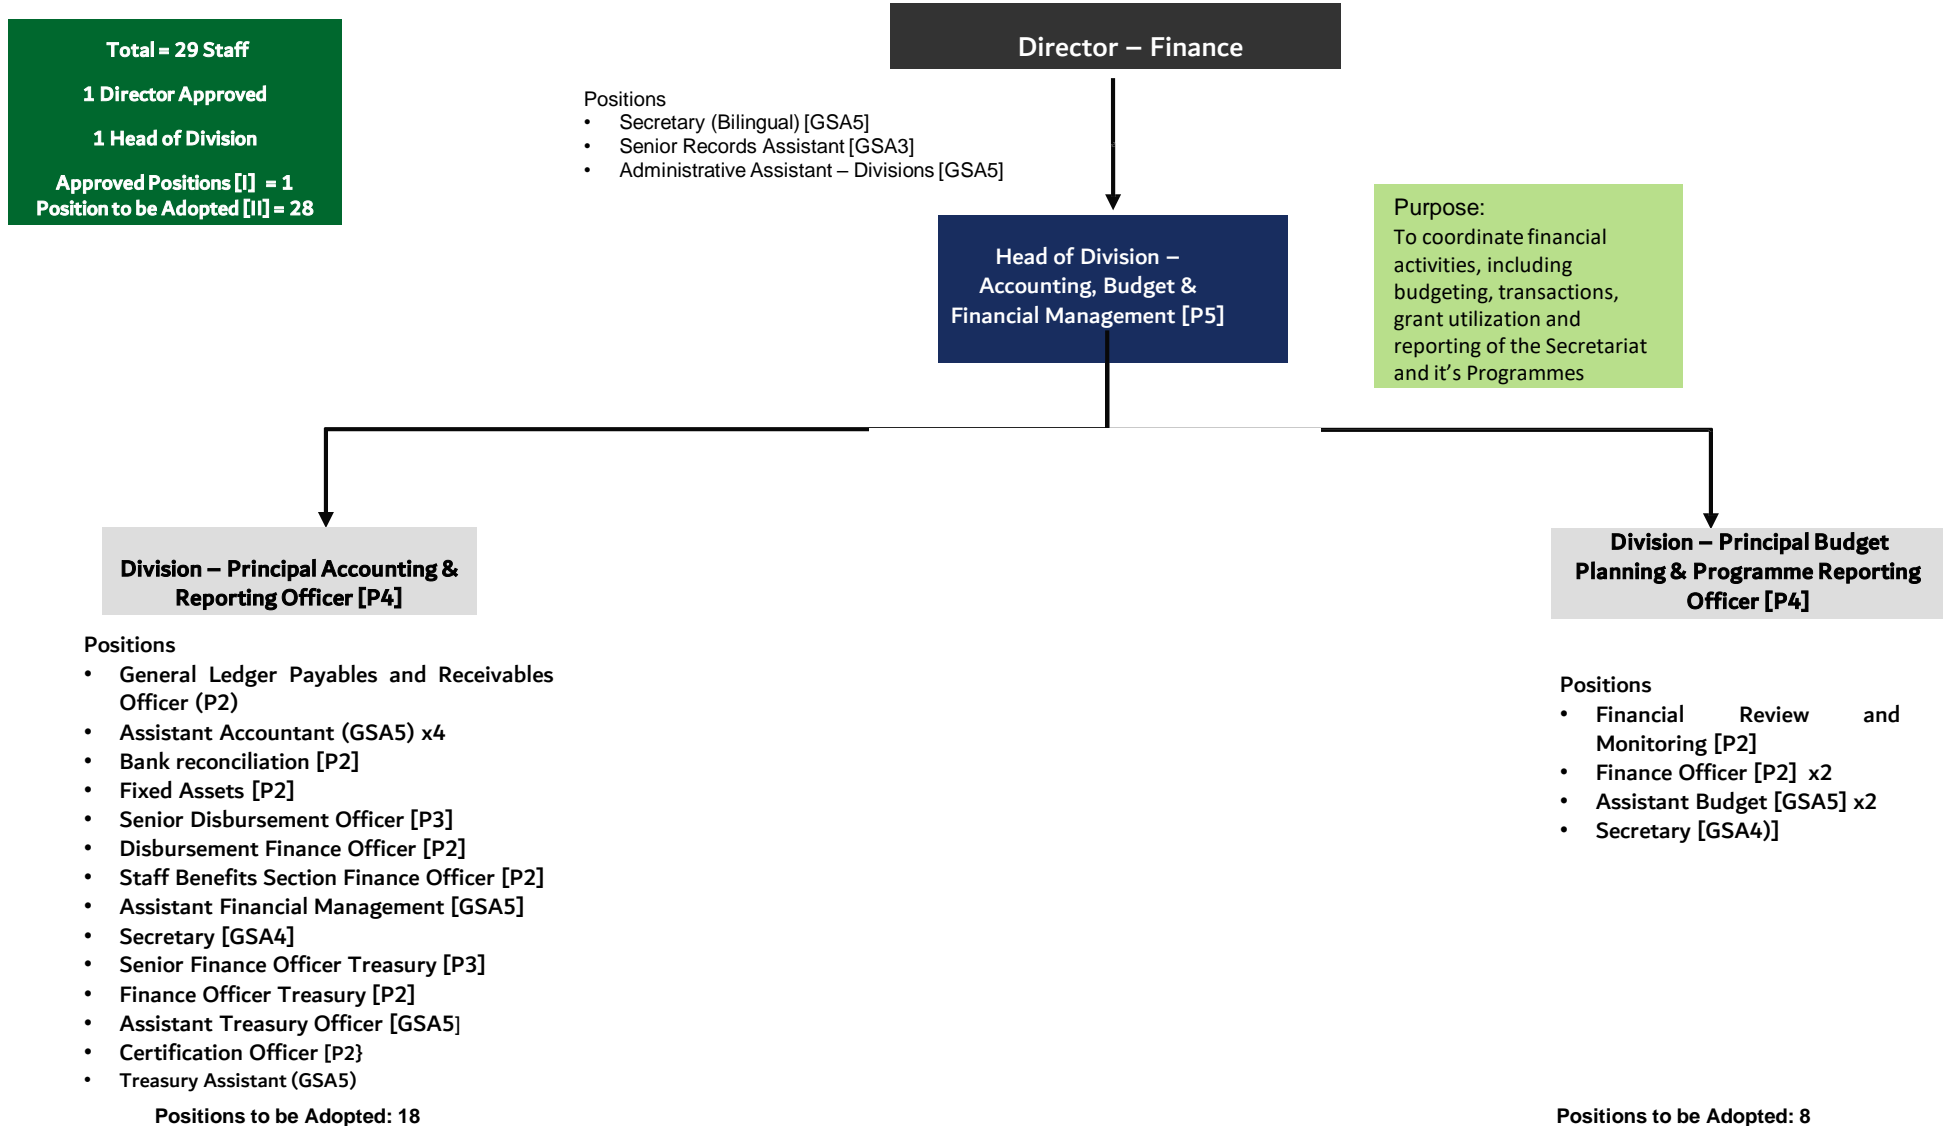 Total = 29 Staff
1 Director Approved
1 Head of Division
Approved Positions [I] = 1
Position to be Adopted [II] = 28
Director – Finance
Positions
• Secretary (Bilingual) [GSA5]
• Senior Records Assistant [GSA3]
• Administrative Assistant – Divisions [GSA5]
Head of Division –
Accounting, Budget &
Financial Management [P5]
Purpose:
To coordinate financial
activities, including
budgeting, transactions,
grant utilization and
reporting of the Secretariat
and it's Programmes
Division – Principal Accounting &
Reporting Officer [P4]
Positions
• General Ledger Payables and Receivables
Officer (P2)
• Assistant Accountant (GSA5) x4
• Bank reconciliation [P2]
• Fixed Assets [P2]
• Senior Disbursement Officer [P3]
• Disbursement Finance Officer [P2]
• Staff Benefits Section Finance Officer [P2]
• Assistant Financial Management [GSA5]
• Secretary [GSA4]
• Senior Finance Officer Treasury [P3]
• Finance Officer Treasury [P2]
• Assistant Treasury Officer [GSA5]
• Certification Officer [P2}
• Treasury Assistant (GSA5)
Positions to be Adopted: 18
Division – Principal Budget
Planning & Programme Reporting
Officer [P4]
Positions
• Financial Review and
Monitoring [P2]
• Finance Officer [P2] x2
• Assistant Budget [GSA5] x2
• Secretary [GSA4)]
Positions to be Adopted: 8